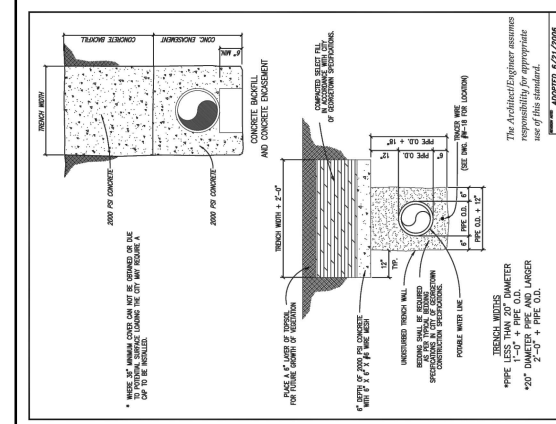 TRENCH WIDTH
CONCRETE BACKFILL
CONC. ENCASEMENT
6" MIN.
2000 PSI CONCRETE
2000 PSI CONCRETE
CONCRETE BACKFILL
AND CONCRETE ENCASEMENT
* WHERE 36" MINIMUM COVER CAN NOT BE OBTAINED OR DUE
TO POTENTIAL SURFACE LOADING THE CITY MAY REQUIRE A
CAP TO BE INSTALLED.
TRENCH WIDTH + 2'-0"
COMPACTED SELECT FILL
IN ACCORDANCE WITH CITY
OF GEORGETOWN SPECIFICATIONS.
PLACE A 6" LAYER OF TOPSOIL
FOR FUTURE GROWTH OF VEGETATION
6" DEPTH OF 2000 PSI CONCRETE
WITH 6" X 6" X #6 WIRE MESH
12"
TYP.
UNDISTURBED TRENCH WALL
BEDDING SHALL BE REQUIRED
AS PER TYPICAL BEDDING
SPECIFICATIONS IN CITY OF GEORGETOWN
CONSTRUCTION SPECIFICATIONS.
POTABLE WATER LINE
12"
PIPE O.D.
6"
PIPE O.D. + 18"
TRACER WIRE
(SEE DWG. #W-18 FOR LOCATION)
6"
PIPE O.D.
6"
PIPE O.D. + 12"
TRENCH WIDTHS
*PIPE LESS THAN 20" DIAMETER
1'-0" + PIPE O.D.
*20" DIAMETER PIPE AND LARGER
2'-0" + PIPE O.D.
The Architect/Engineer assumes
responsibility for appropriate
use of this standard.
ADOPTED 6/21/2006